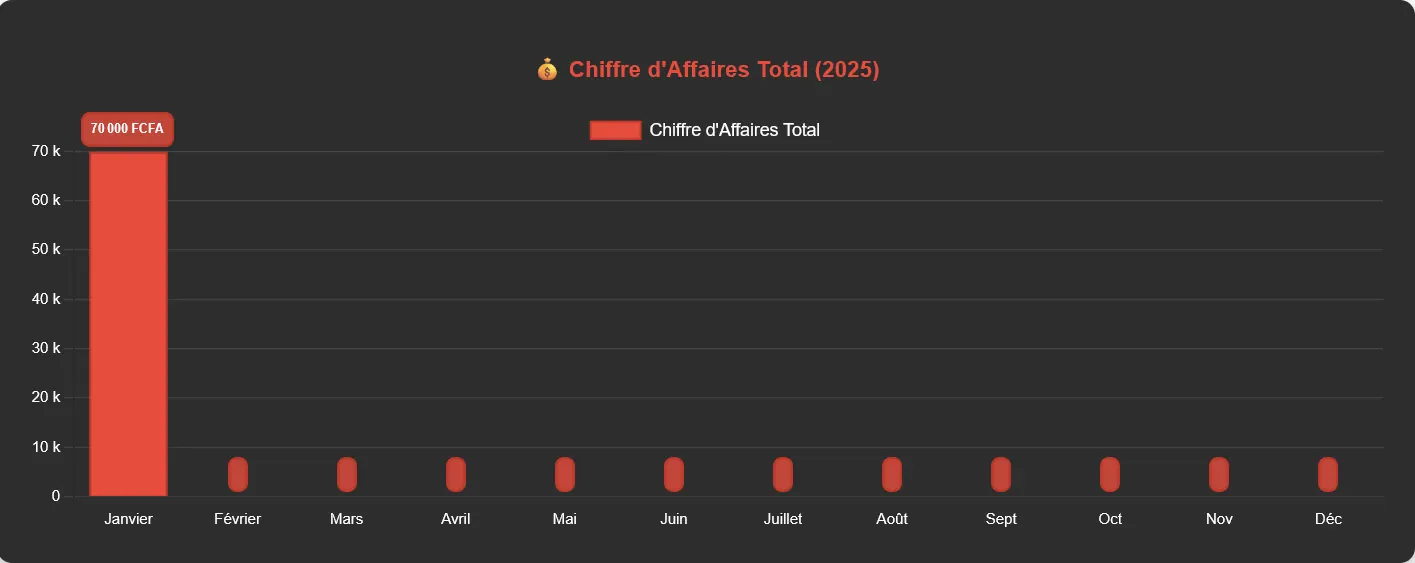 💰 Chiffre d'Affaires Total (2025)
Chiffre d'Affaires Total
70 000 FCFA
70 k
60 k
50 k
40 k
30 k
20 k
10 k
0
Janvier Février Mars Avril Mai Juin Juillet Août Sept Oct Nov Déc